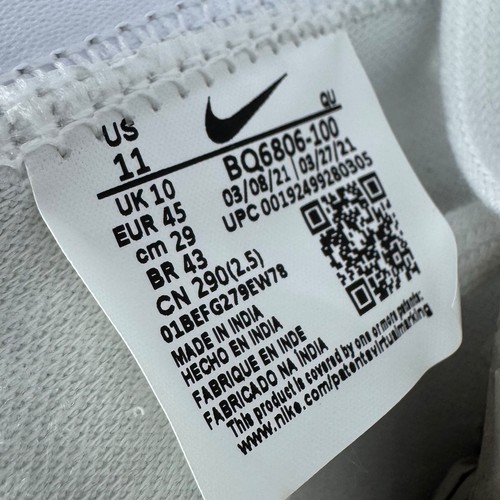 US
11
QU
BQ6806-100
03/08/21 | 03/27/21
UPC 00192499280305
UK 10
EUR 45
cm 29
BR 43
CN 290(2.5)
01BEFG279EW78
MADE IN INDIA
HECHO EN INDIA
FABRIQUE EN INDE
FABRICADO NA ÍNDIA
This product is covered by one or more patents:
www.nike.com/patentsvirtualmarking